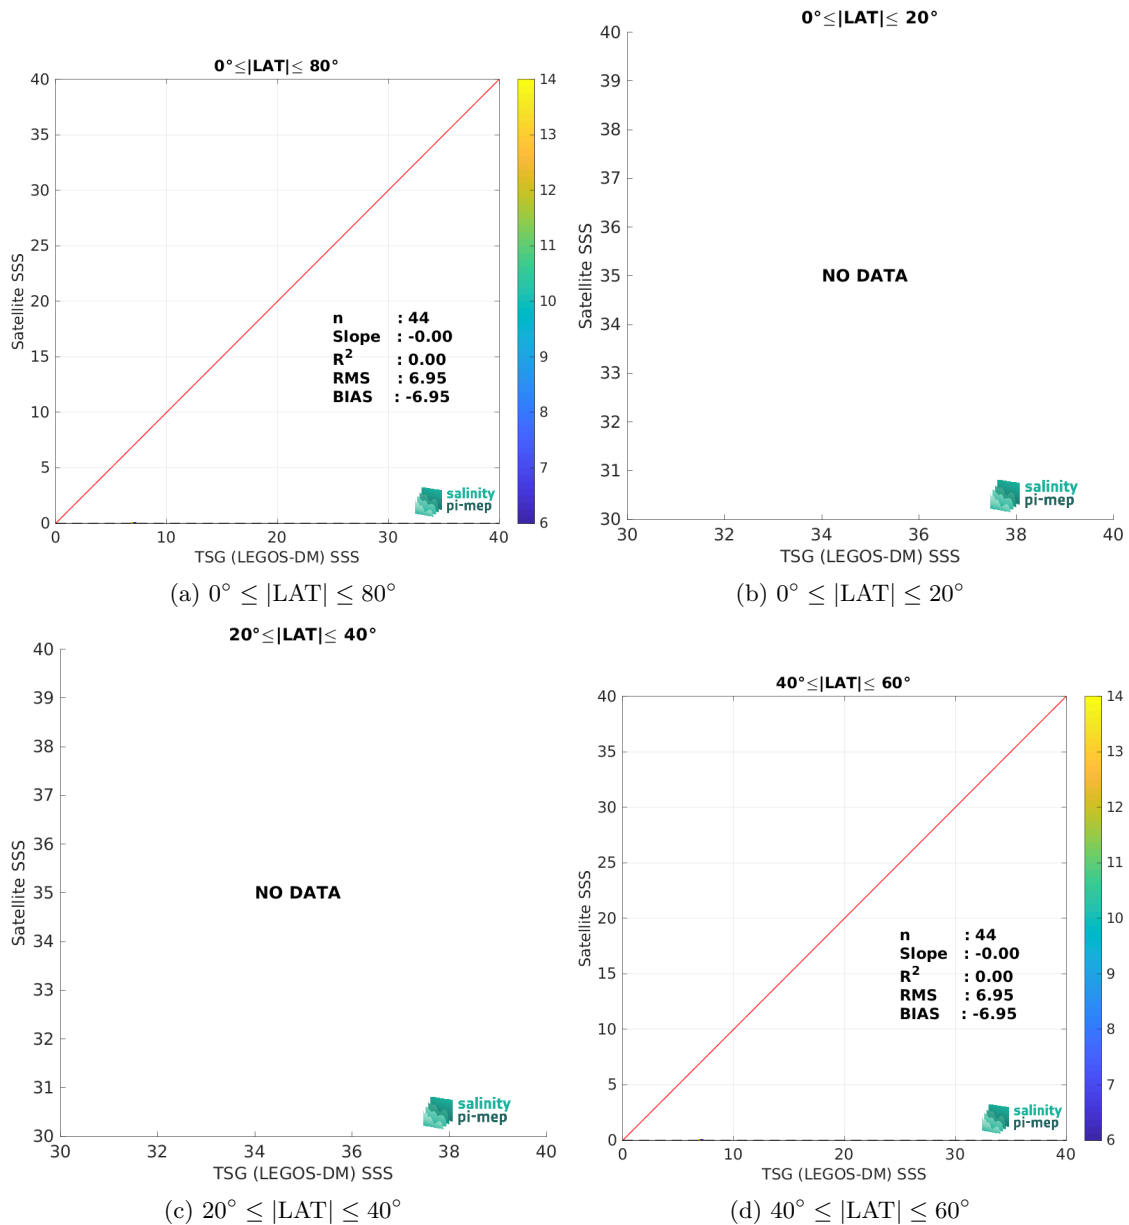 0°≤|LAT|≤ 80°
40
35
30
25
20
15
10
5
0
Satellite SSS
n : 44
Slope : -0.00
R² : 0.00
RMS : 6.95
BIAS : -6.95
salinity
pi-mep
0 10 20 30 40
TSG (LEGOS-DM) SSS
14
13
12
11
10
9
8
7
6
(a) 0° ≤ |LAT| ≤ 80°
0°≤|LAT|≤ 20°
40
39
38
37
36
35
34
33
32
31
30
Satellite SSS
NO DATA
salinity
pi-mep
30 32 34 36 38 40
TSG (LEGOS-DM) SSS
(b) 0° ≤ |LAT| ≤ 20°
20°≤|LAT|≤ 40°
40
39
38
37
36
35
34
33
32
31
30
Satellite SSS
NO DATA
salinity
pi-mep
30 32 34 36 38 40
TSG (LEGOS-DM) SSS
(c) 20° ≤ |LAT| ≤ 40°
40°≤|LAT|≤ 60°
40
35
30
25
20
15
10
5
0
Satellite SSS
n : 44
Slope : -0.00
R² : 0.00
RMS : 6.95
BIAS : -6.95
salinity
pi-mep
0 10 20 30 40
TSG (LEGOS-DM) SSS
14
13
12
11
10
9
8
7
6
(d) 40° ≤ |LAT| ≤ 60°